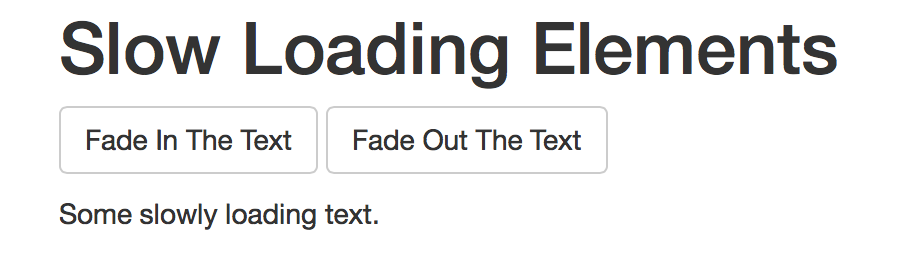 Slow Loading Elements
Fade In The Text Fade Out The Text
Some slowly loading text.